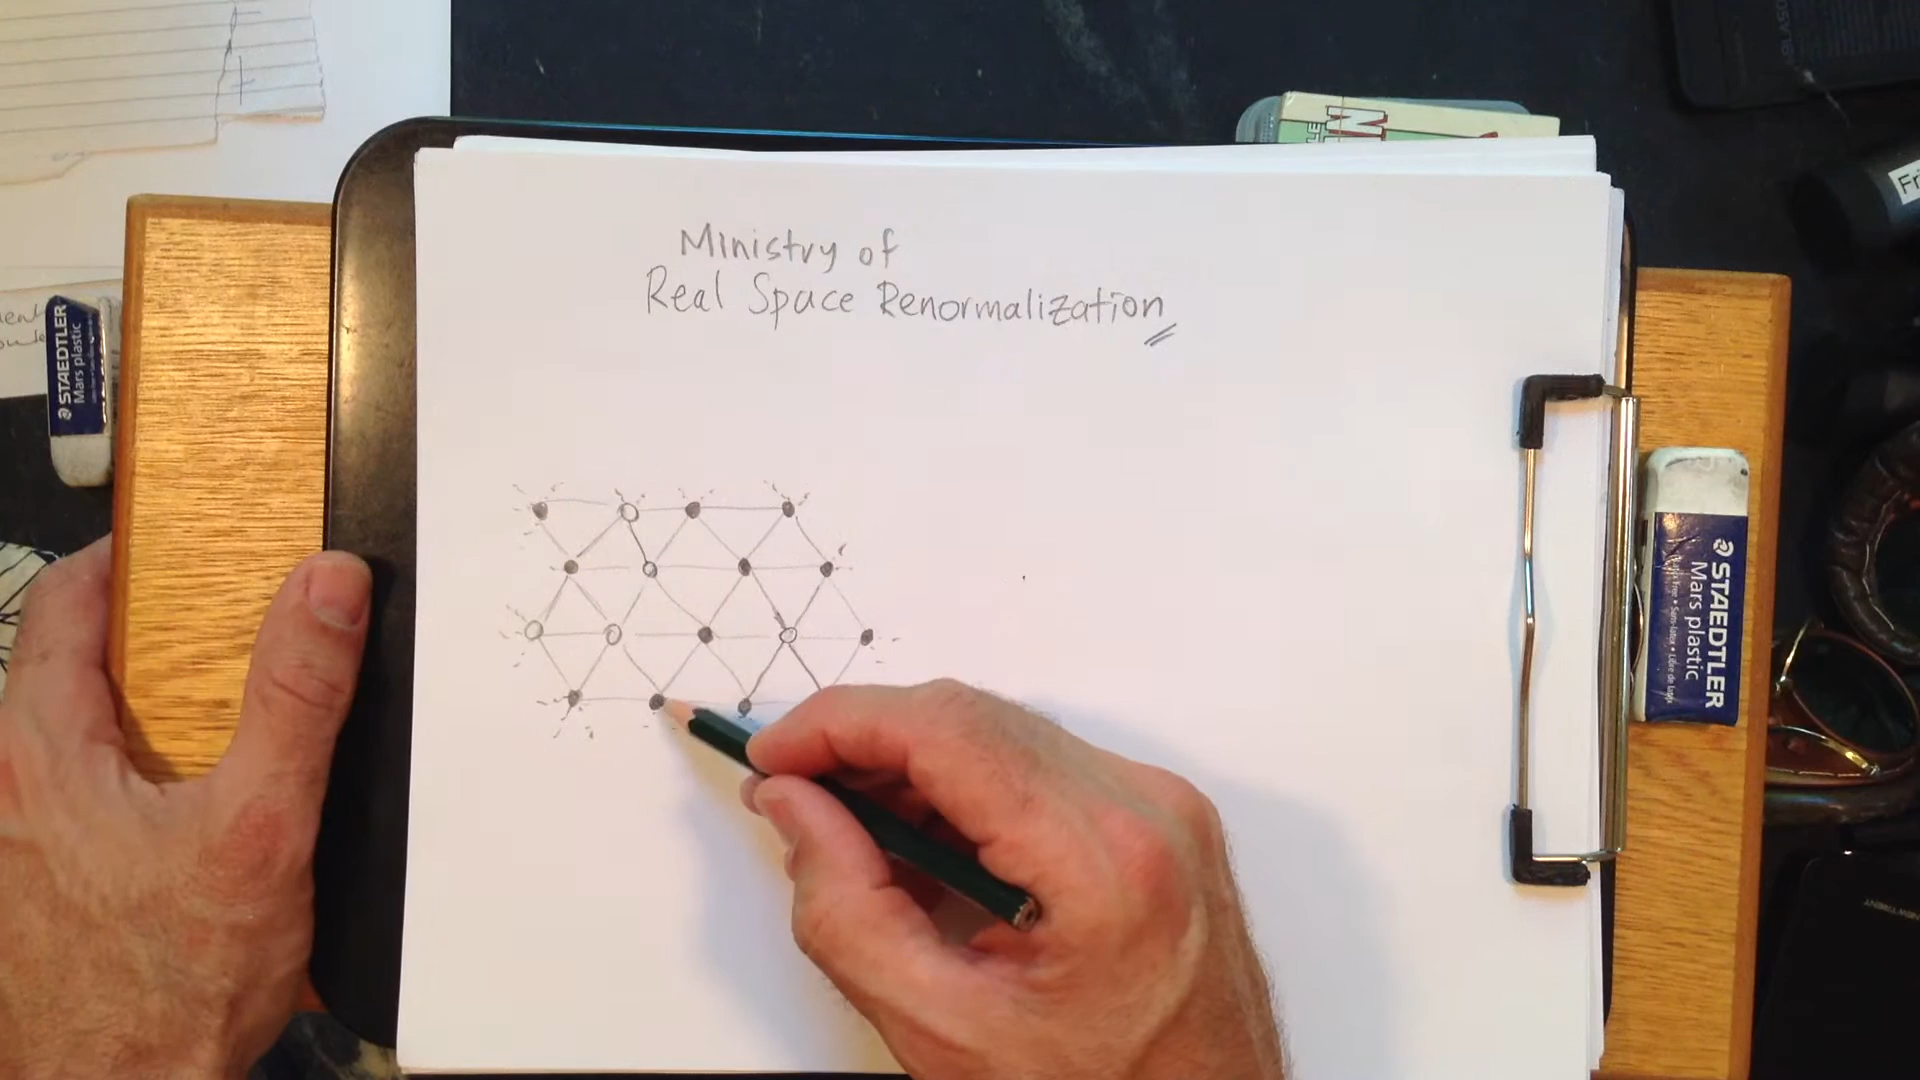 Ministry of
Real Space Renormalization
STAEDTLER
Mars plastic
STAEDTLER
Mars plastic